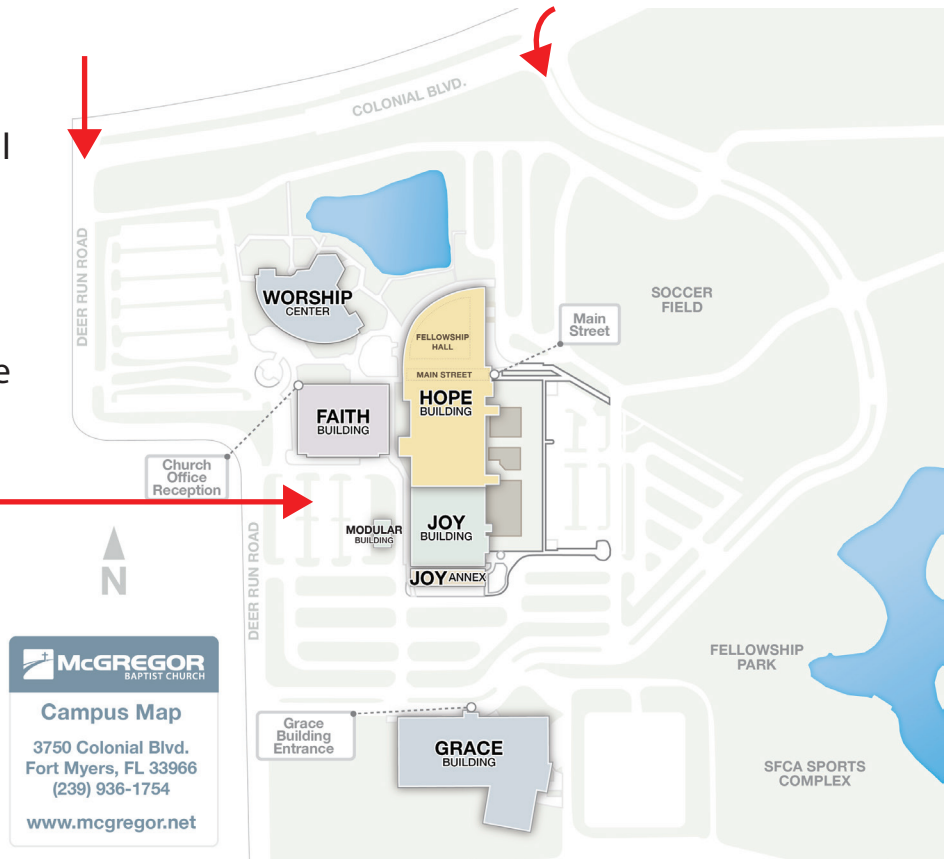 COLONIAL BLVD.
l
DEER RUN ROAD
WORSHIP
CENTER
SOCCER
FIELD
Main
Street
FELLOWSHIP
HALL
MAIN STREET
e
HOPE
BUILDING
FAITH
BUILDING
Church
Office
Reception
MODULAR
BUILDING
JOY
BUILDING
JOY ANNEX
N
DEER RUN ROAD
McGREGOR
BAPTIST CHURCH
Campus Map
3750 Colonial Blvd.
Fort Myers, FL 33966
(239) 936-1754
www.mcgregor.net
FELLOWSHIP
PARK
Grace
Building
Entrance
GRACE
BUILDING
SFCA SPORTS
COMPLEX